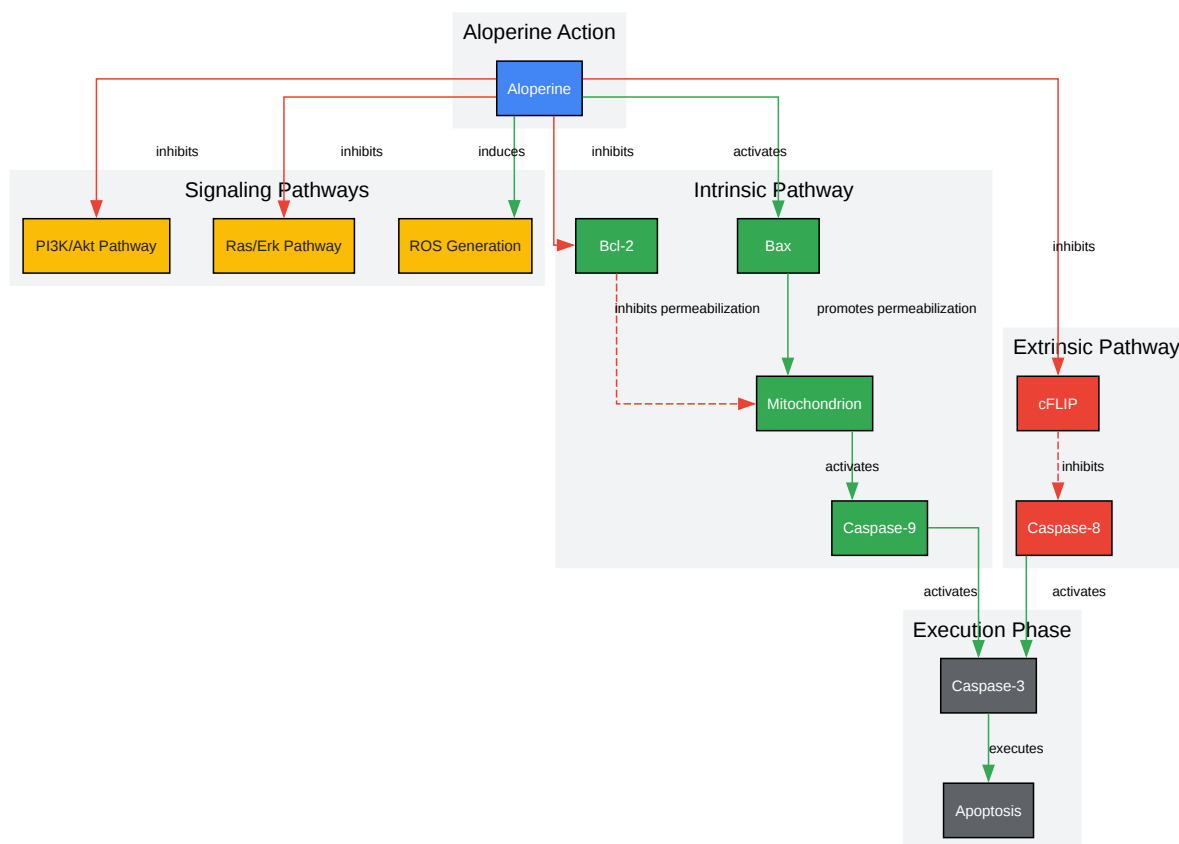 Aloperine Action
Aloperine
inhibits
inhibits
induces
inhibits
activates
Signaling Pathways
Intrinsic Pathway
PI3K/Akt Pathway
Ras/Erk Pathway
ROS Generation
Bcl-2
Bax
inhibits
inhibits permeabilization
promotes permeabilization
Extrinsic Pathway
Mitochondrion
cFLIP
activates
inhibits
Caspase-9
Caspase-8
activates
activates
Execution Phase
Caspase-3
executes
Apoptosis